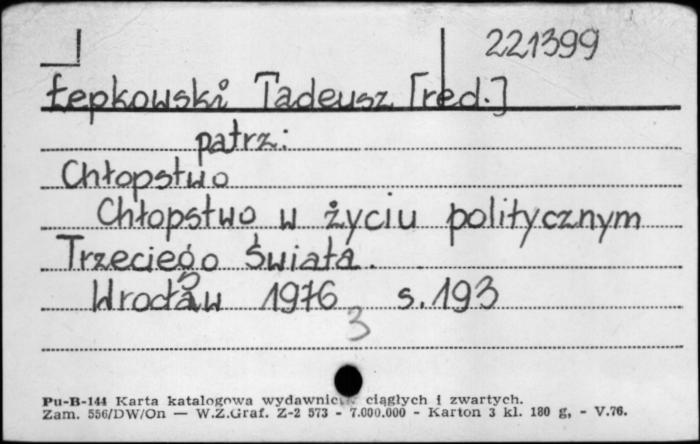 221399
Łepkowski Tadeusz [red.]
patrz:
Chłopstwo
Chłopstwo w życiu politycznym
Trzeciego Świata.
Wrocław 1976 s. 193
3
Pu-B-144 Karta katalogowa wydawnic. ciągłych i zwartych.
Zam. 556/DW/On — W.Z.Graf. Z-2 573 - 7.000.000 - Karton 3 kl. 180 g, - V.76.